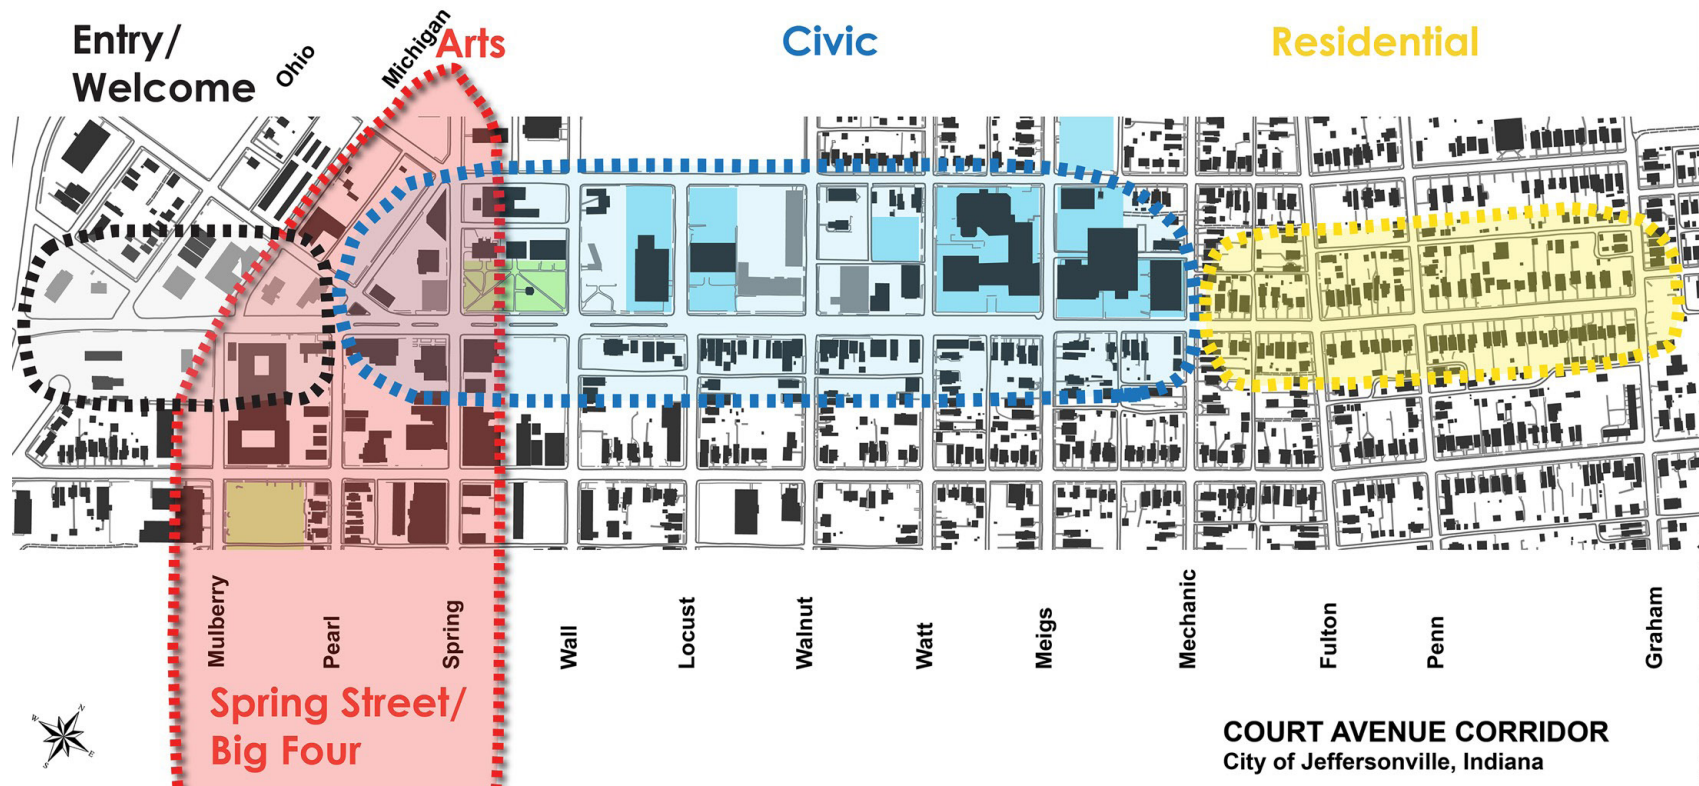 Entry/
Welcome
Ohio
Michigan
Arts
Civic
Residential
Mulberry
Pearl
Spring
Wall
Locust
Walnut
Watt
Meigs
Mechanic
Fulton
Penn
Graham
Spring Street/
Big Four
N
W
E
S
COURT AVENUE CORRIDOR
City of Jeffersonville, Indiana